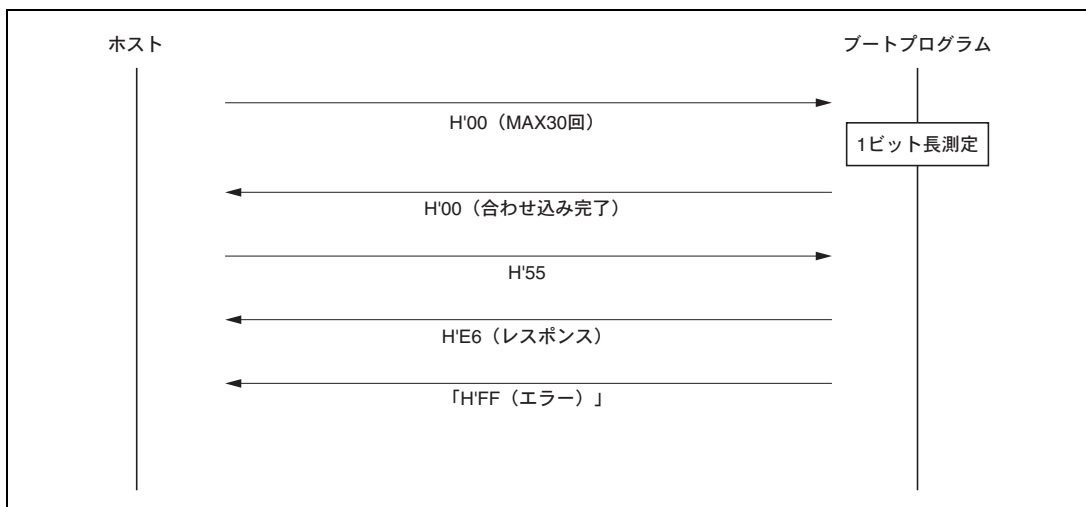 ホスト
ブートプログラム
H'00（MAX30回）
1ビット長測定
H'00（合わせ込み完了）
H'55
H'E6（レスポンス）
「H'FF（エラー）」